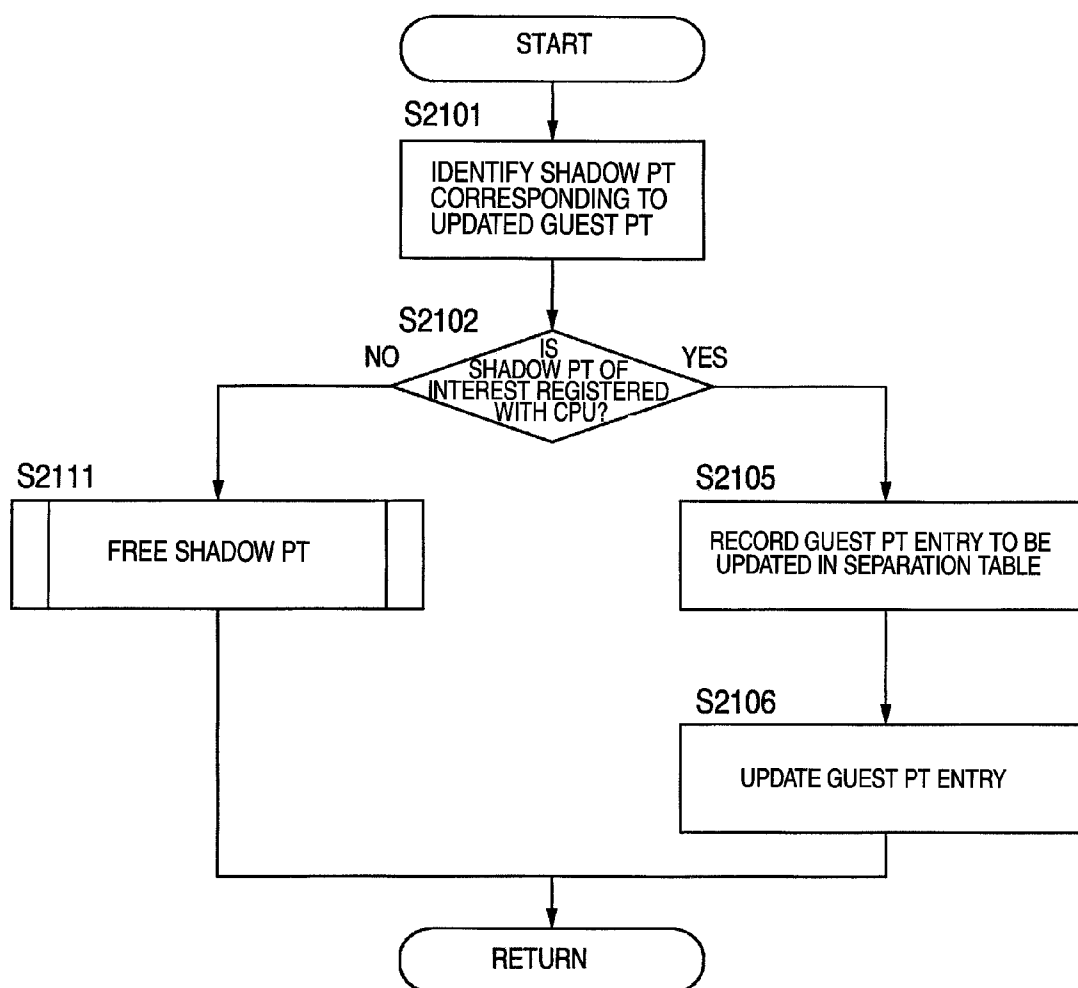 START
S2101
IDENTIFY SHADOW PT
CORRESPONDING TO
UPDATED GUEST PT
S2102
IS
SHADOW PT OF
INTEREST REGISTERED
WITH CPU?
NO
YES
S2111
FREE SHADOW PT
S2105
RECORD GUEST PT ENTRY TO BE
UPDATED IN SEPARATION TABLE
S2106
UPDATE GUEST PT ENTRY
RETURN